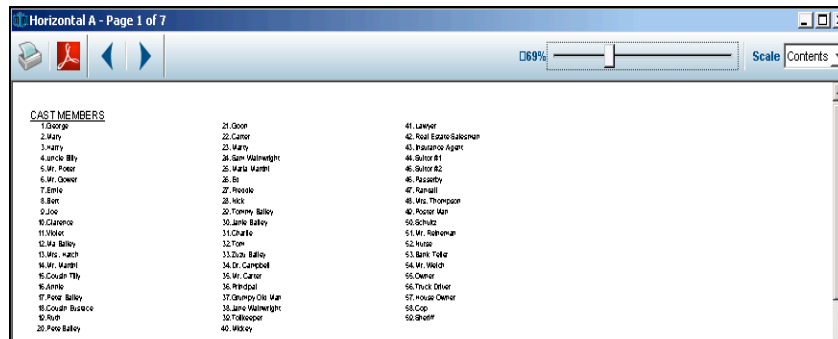 Horizontal A - Page 1 of 7
69%
Scale
Contents
CAST MEMBERS
1.George
2.Mary
3.Harry
4.uncle Billy
5.Mr. Potter
6.Mr. Gower
7.Ernie
8.Bert
9.Joe
10.Clarence
11.Violet
12.Ma Bailey
13.Mrs. Hatch
14.Mr. Martini
15.Cousin Tilly
16.Annie
17.Peter Bailey
18.Cousin Eustace
19.Ruth
20.Pete Bailey
21.Goon
22.Carter
23.Marty
24.Sam Wainwright
25.Maria Martini
26.Ed
27.Freddie
28.Nick
29.Tommy Bailey
30.Janie Bailey
31.Charlie
32.Tom
33.Zuzu Bailey
34.Dr. Campbell
35.Mr. Carter
36.Principal
37.Grumpy Old Man
38.Jane Wainwright
39.Tollkeeper
40.Mickey
41.Lawyer
42.Real Estate Salesman
43.Insurance Agent
44.Suitor #1
45.Suitor #2
46.Passerby
47.Randall
48.Mrs. Thompson
49.Poster Man
50.Schultz
51.Mr. Reineman
52.Nurse
53.Bank Teller
54.Mr. Welch
55.Owner
56.Truck Driver
57.House Owner
58.Cop
59.Sheriff